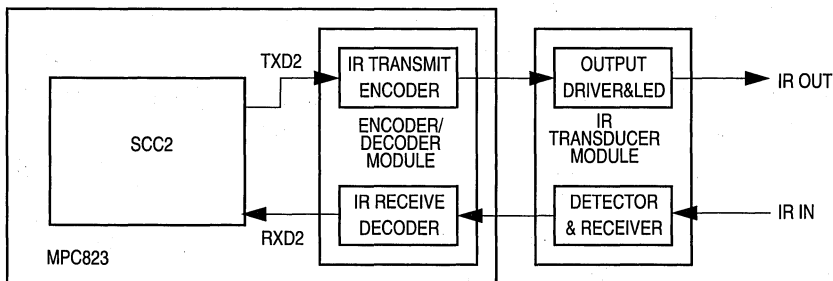 TXD2
IR TRANSMIT
ENCODER
OUTPUT
DRIVER&LED
IR OUT
SCC2
ENCODER/
DECODER
MODULE
IR
TRANSDUCER
MODULE
IR RECEIVE
DECODER
DETECTOR
& RECEIVER
IR IN
RXD2
MPC823